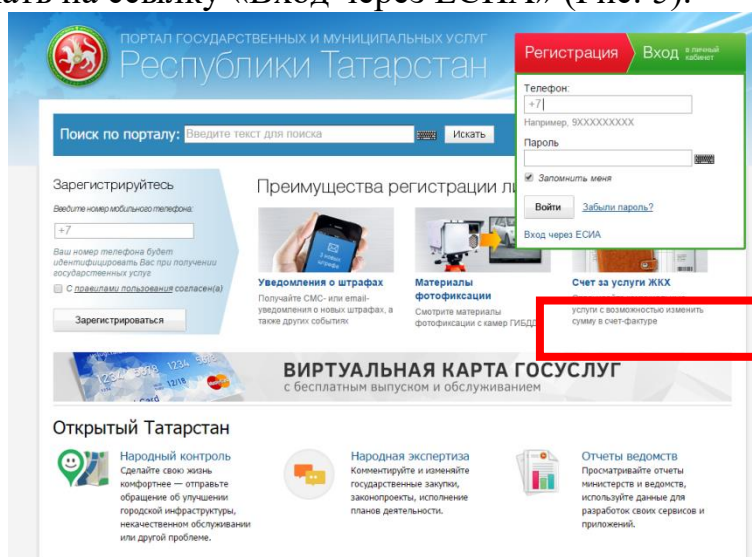 ать на ссылку «Вход через ЕСИА» (Рис. 3).
ПОРТАЛ ГОСУДАРСТВЕННЫХ И МУНИЦИПАЛЬНЫХ УСЛУГ
Республики Татарстан
Регистрация
Вход в личный кабинет
Телефон:
+7
Например, 9XXXXXXXXX
Пароль
Запомнить меня
Войти
Забыли пароль?
Вход через ЕСИА
Поиск по порталу:
Введите текст для поиска
Искать
Зарегистрируйтесь
Введите номер мобильного телефона:
+7
Ваш номер телефона будет
идентифицировать Вас при получении
государственных услуг
С правилами пользования согласен(а)
Зарегистрироваться
Преимущества регистрации
Уведомления о штрафах
Получайте СМС- или email-
уведомления о новых штрафах, а
также других событиях
Материалы
фотофиксации
Смотрите материалы
фотофиксации с камер ГИБДД
Счет за услуги ЖКХ
услуги с возможностью изменить
сумму в счет-фактуре
ВИРТУАЛЬНАЯ КАРТА ГОСУСЛУГ
с бесплатным выпуском и обслуживанием
Открытый Татарстан
Народный контроль
Сделайте свою жизнь
комфортнее — отправьте
обращение об улучшении
городской инфраструктуры,
некачественном обслуживании
или другой проблеме.
Народная экспертиза
Комментируйте и изменяйте
государственные закупки,
законопроекты, исполнение
планов деятельности.
Отчеты ведомств
Просматривайте отчеты
министерств и ведомств,
используйте данные для
разработок своих сервисов и
приложений.